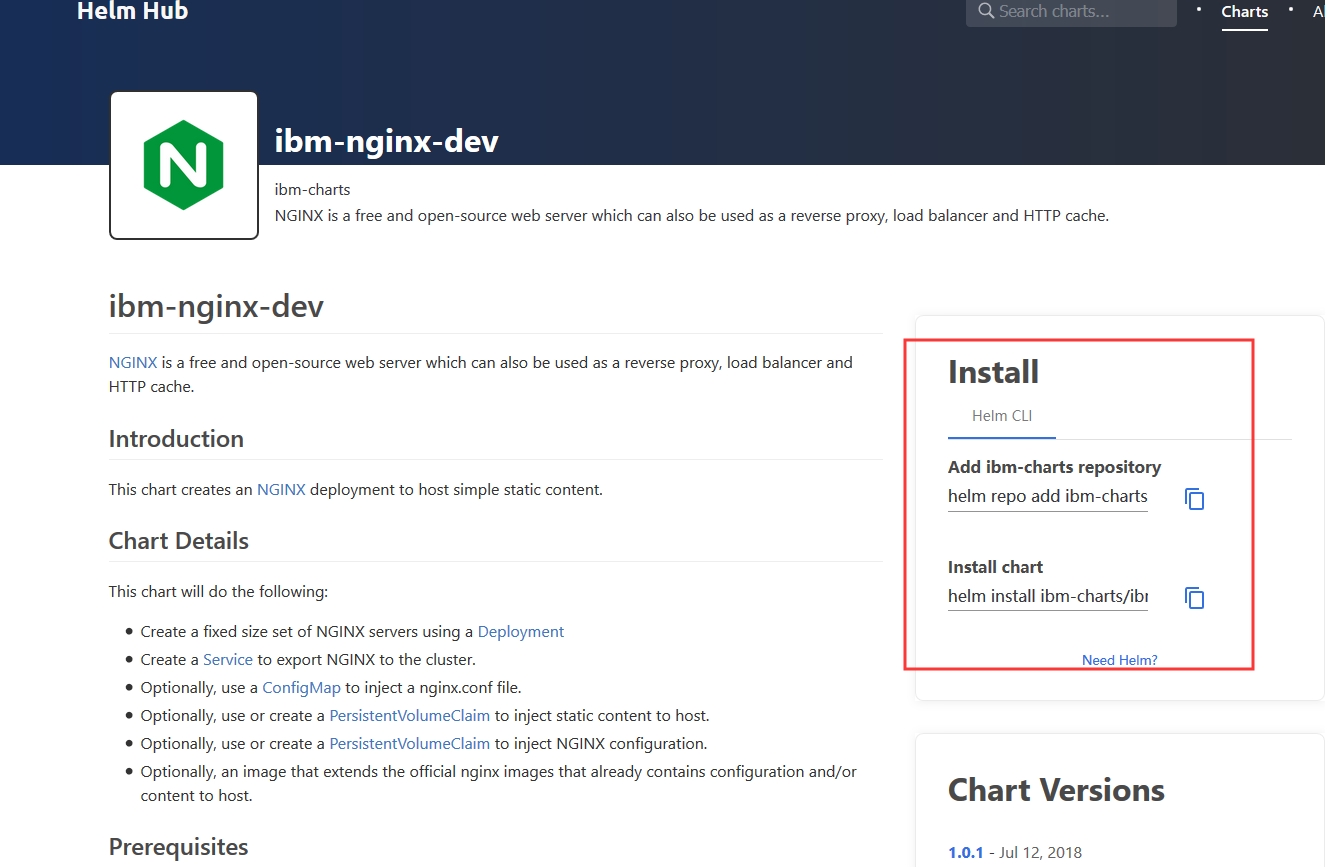 Helm Hub
Search charts...
Charts
ibm-nginx-dev
ibm-charts
NGINX is a free and open-source web server which can also be used as a reverse proxy, load balancer and HTTP cache.
ibm-nginx-dev
NGINX is a free and open-source web server which can also be used as a reverse proxy, load balancer and
HTTP cache.
Introduction
This chart creates an NGINX deployment to host simple static content.
Chart Details
This chart will do the following:
• Create a fixed size set of NGINX servers using a Deployment
• Create a Service to export NGINX to the cluster.
• Optionally, use a ConfigMap to inject a nginx.conf file.
• Optionally, use or create a PersistentVolumeClaim to inject static content to host.
• Optionally, use or create a PersistentVolumeClaim to inject NGINX configuration.
• Optionally, an image that extends the official nginx images that already contains configuration and/or
content to host.
Prerequisites
Install
Helm CLI
Add ibm-charts repository
helm repo add ibm-charts
Install chart
helm install ibm-charts/ib
Need Helm?
Chart Versions
1.0.1 - Jul 12, 2018